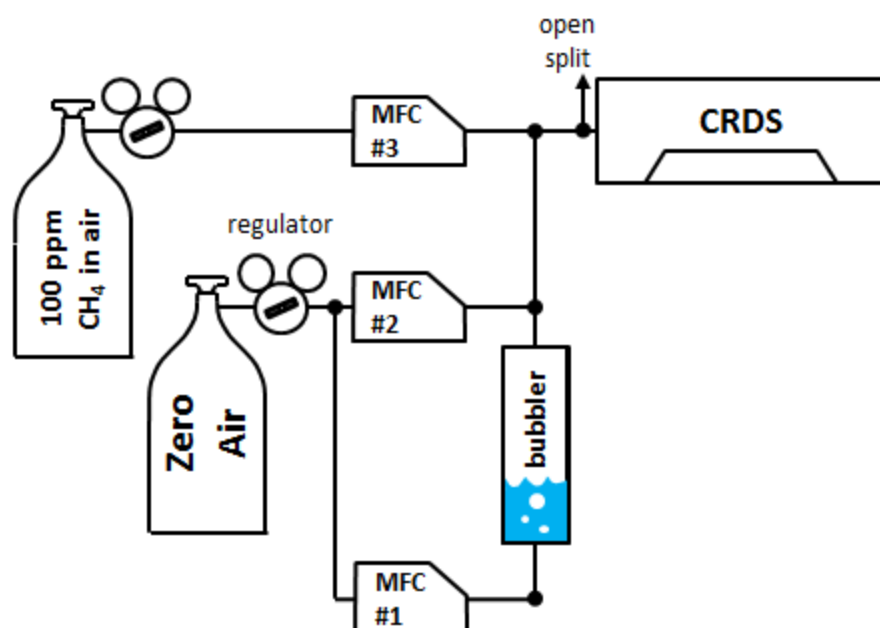 open
split
MFC
#3
CRDS
100 ppm
CH₄ in air
regulator
MFC
#2
Zero
Air
bubbler
MFC
#1